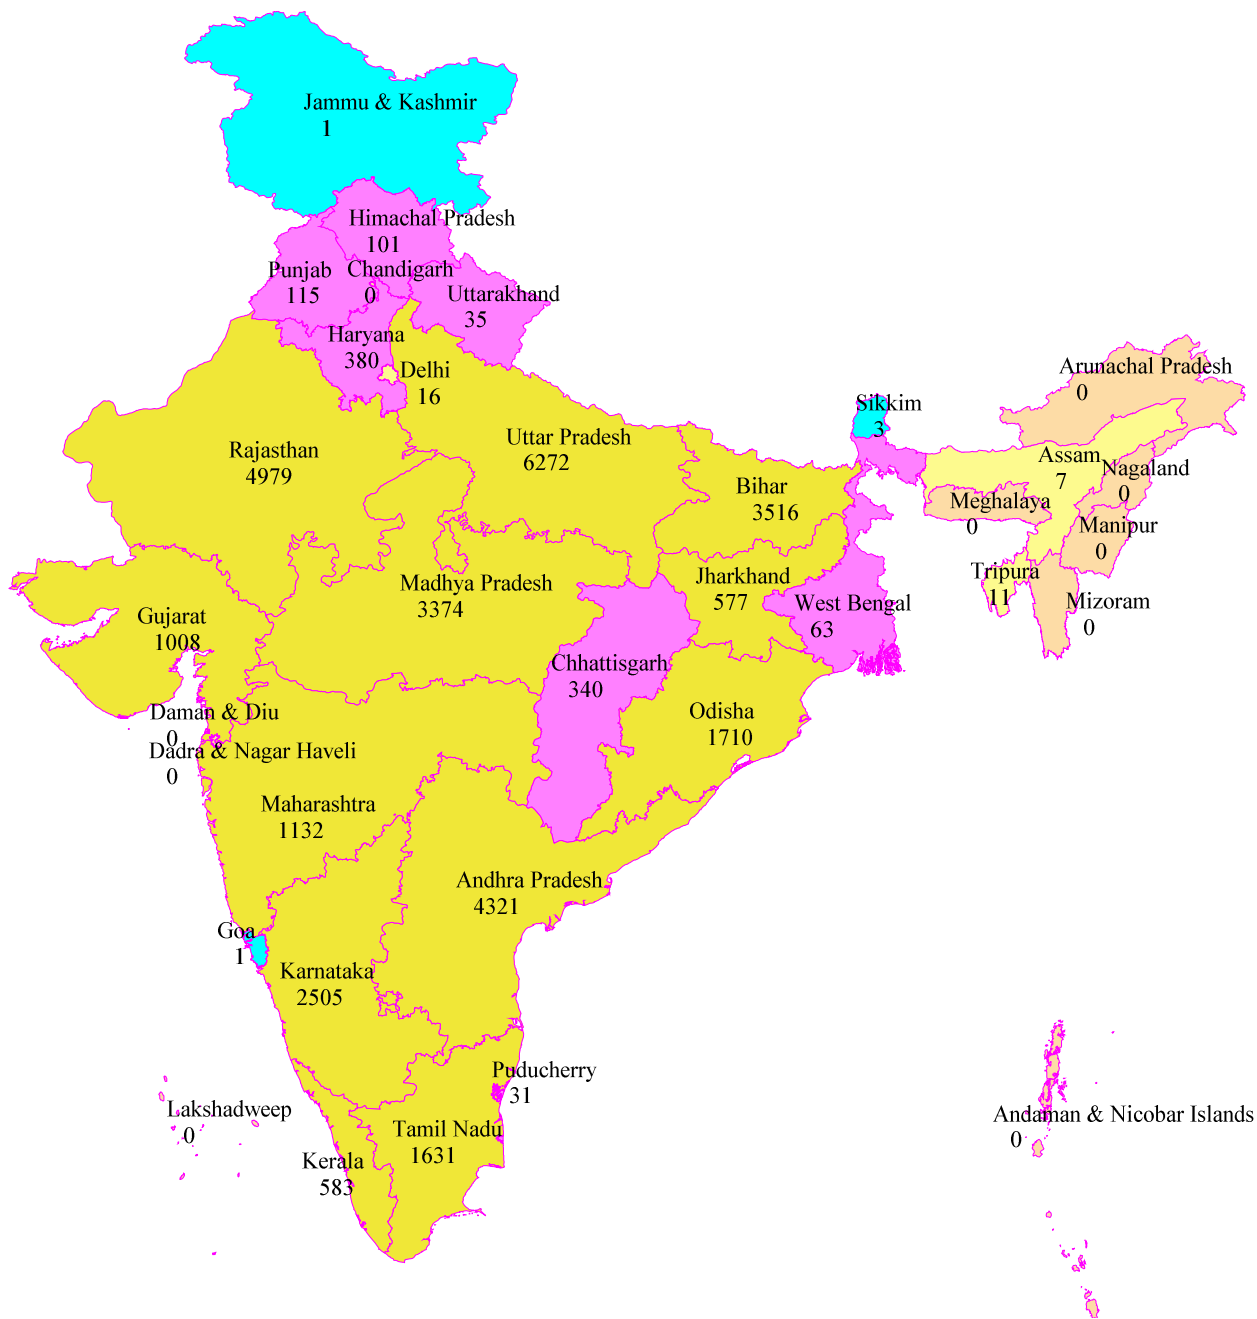 Jammu & Kashmir
1
Himachal Pradesh
101
Punjab
115
Chandigarh
0
Uttarakhand
35
Haryana
380
Delhi
16
Arunachal Pradesh
0
Sikkim
3
Rajasthan
4979
Uttar Pradesh
6272
Assam
7
Nagaland
0
Bihar
3516
Meghalaya
0
Manipur
0
Madhya Pradesh
3374
Jharkhand
577
Tripura
11
West Bengal
63
Mizoram
0
Gujarat
1008
Chhattisgarh
340
Daman & Diu
0
Odisha
1710
Dadra & Nagar Haveli
0
Maharashtra
1132
Andhra Pradesh
4321
Goa
1
Karnataka
2505
Puducherry
31
Lakshadweep
0
Andaman & Nicobar Islands
0
Tamil Nadu
1631
Kerala
583